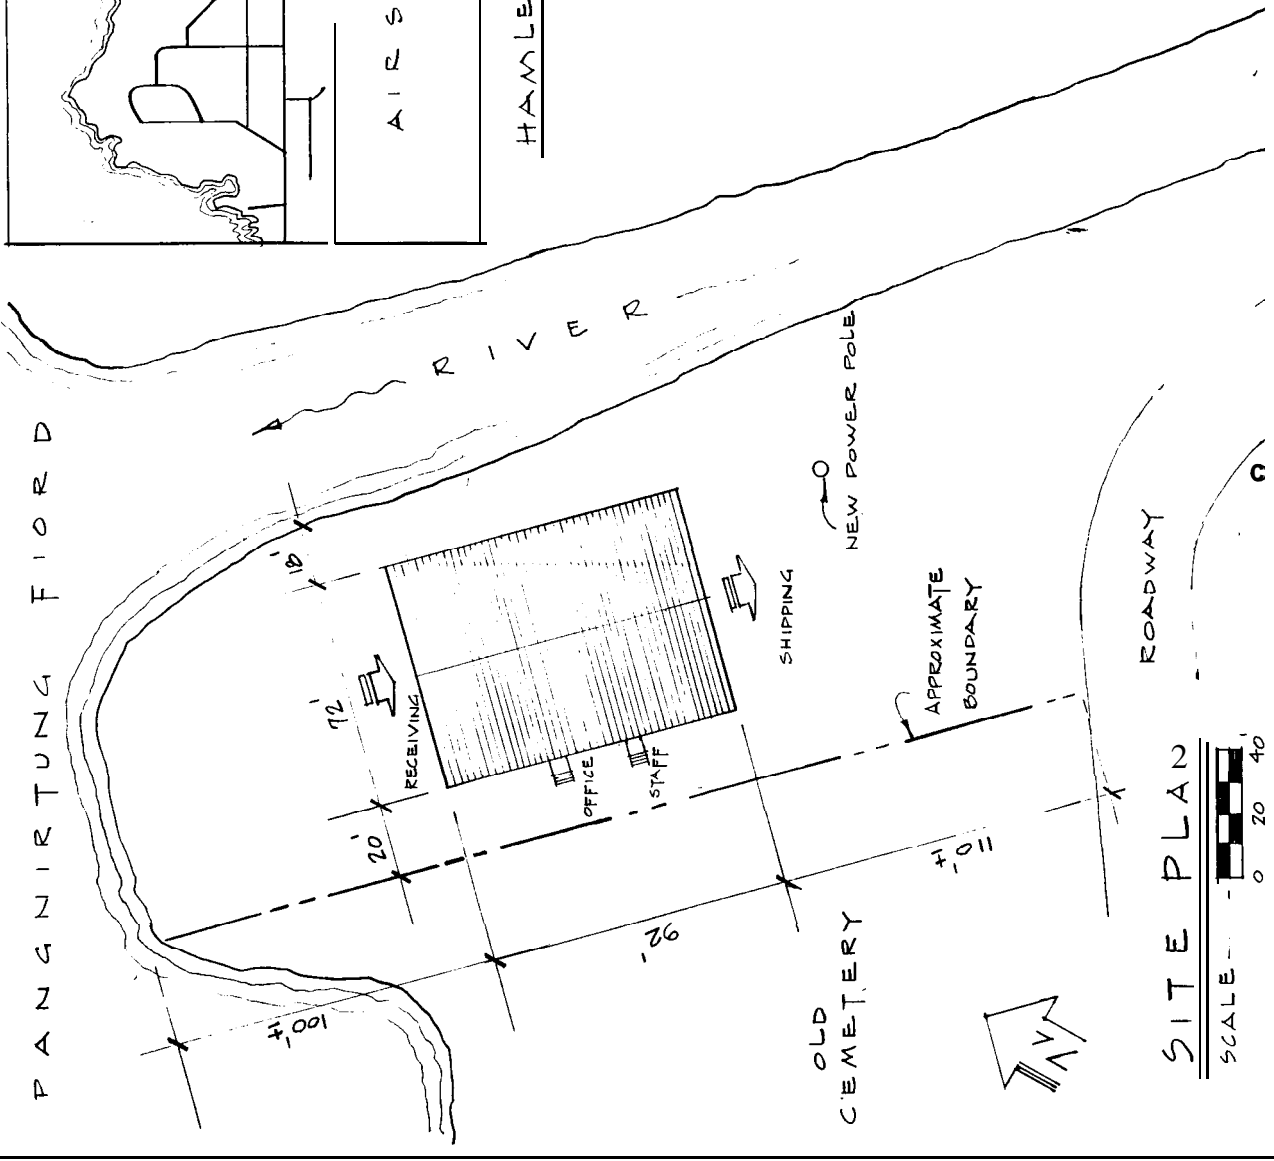 AIRS
HAMLE
PANGNIRTUNG FIORD
RIVER
18'
72'
20'
RECEIVING
OFFICE
STAFF
SHIPPING
NEW POWER POLE
APPROXIMATE
BOUNDARY
ROADWAY
C
100'±
92'
110'±
OLD
CEMETERY
N
SITE PLA 2
SCALE
0 20 40'